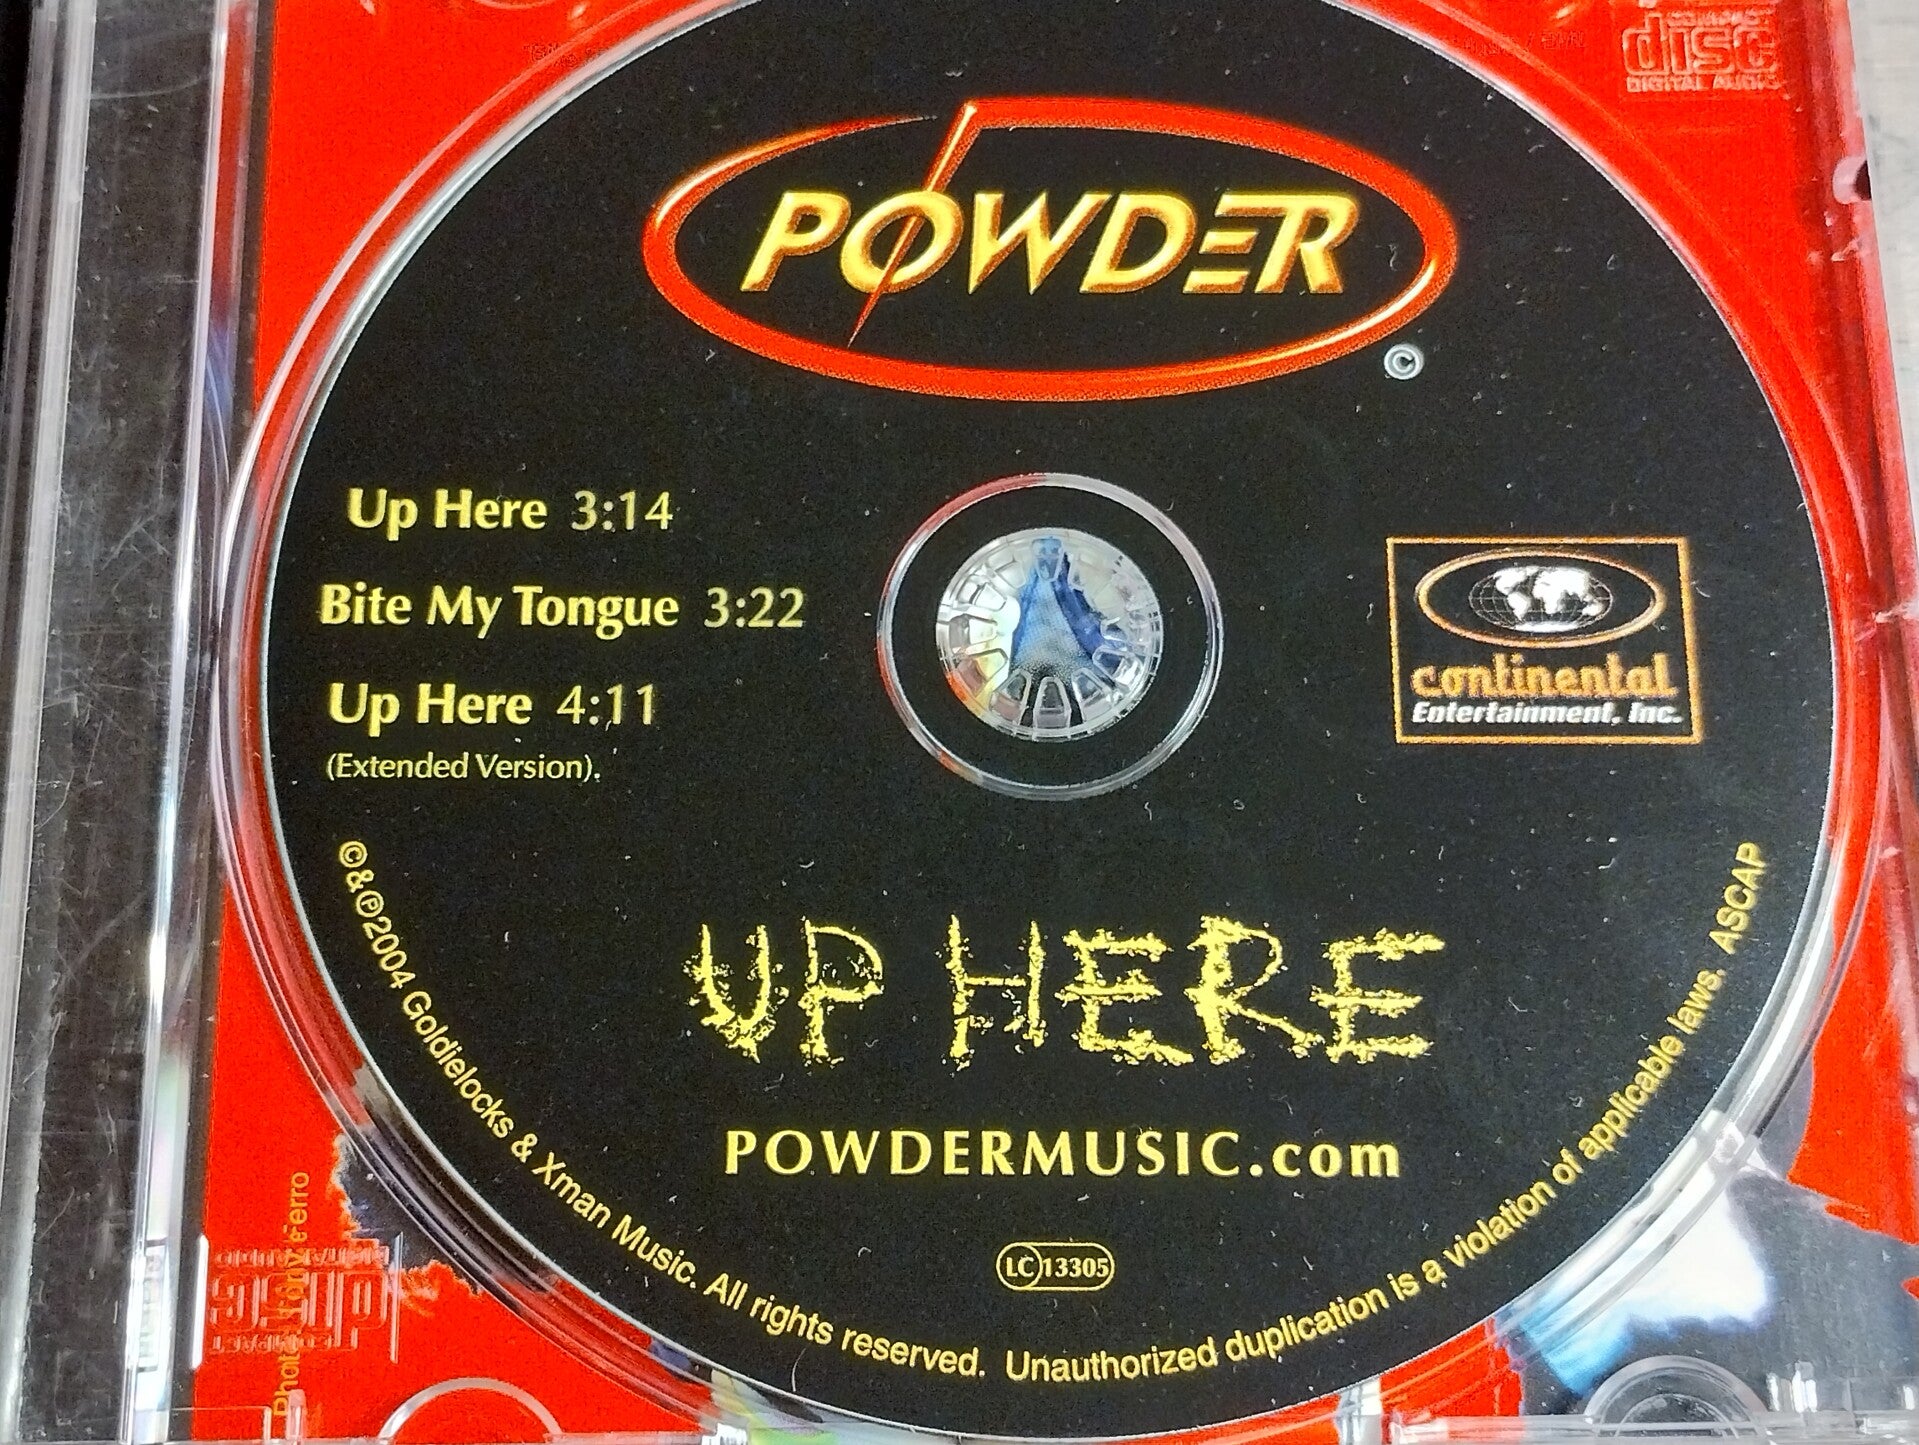 COMPACT
disc
DIGITAL AUDIO
POWDER
©
Up Here 3:14
Bite My Tongue 3:22
Up Here 4:11
(Extended Version).
continental
Entertainment, Inc.
UP HERE
POWDERMUSIC.com
LC 13305
©&℗2004 Goldielocks & Xman Music. All rights reserved. Unauthorized duplication is a violation of applicable laws. ASCAP